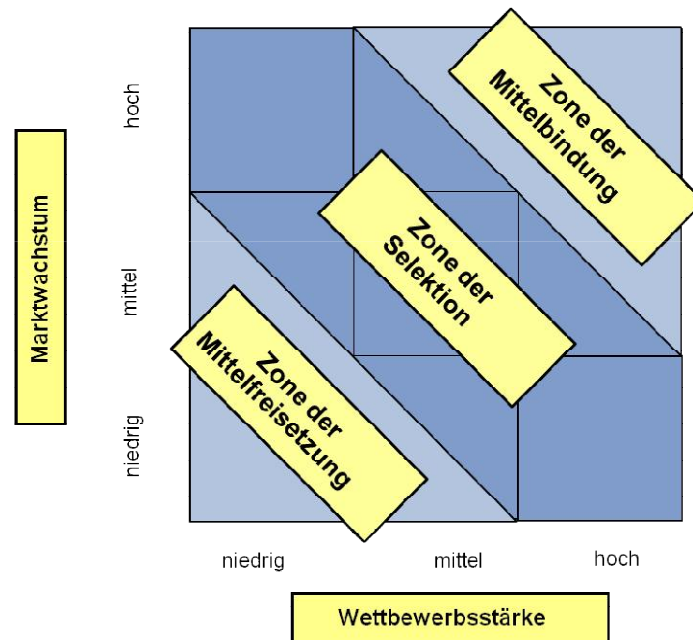 Marktwachstum
hoch
mittel
niedrig
Zone der
Mittelbindung
Zone der
Selektion
Zone der
Mittelfreisetzung
niedrig
mittel
hoch
Wettbewerbsstärke